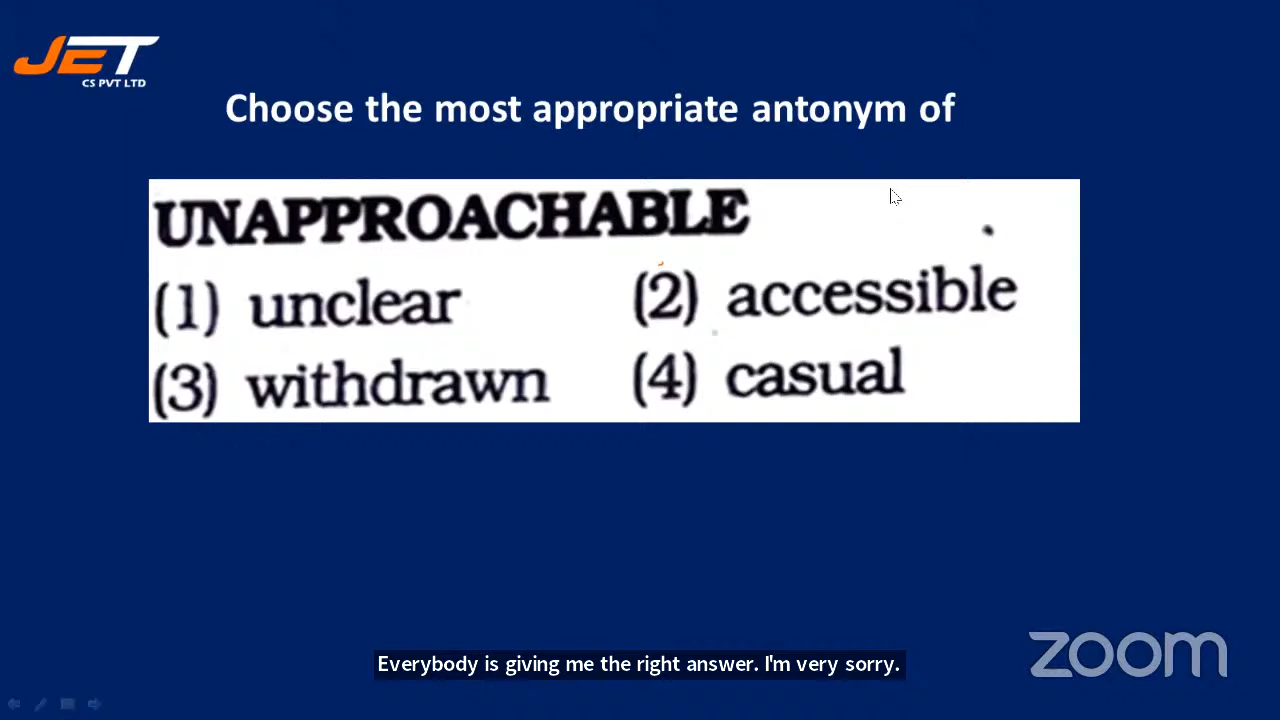 JET
CS PVT LTD
Choose the most appropriate antonym of
UNAPPROACHABLE
(1) unclear (2) accessible
(3) withdrawn (4) casual
Everybody is giving me the right answer. I'm very sorry.
zoom